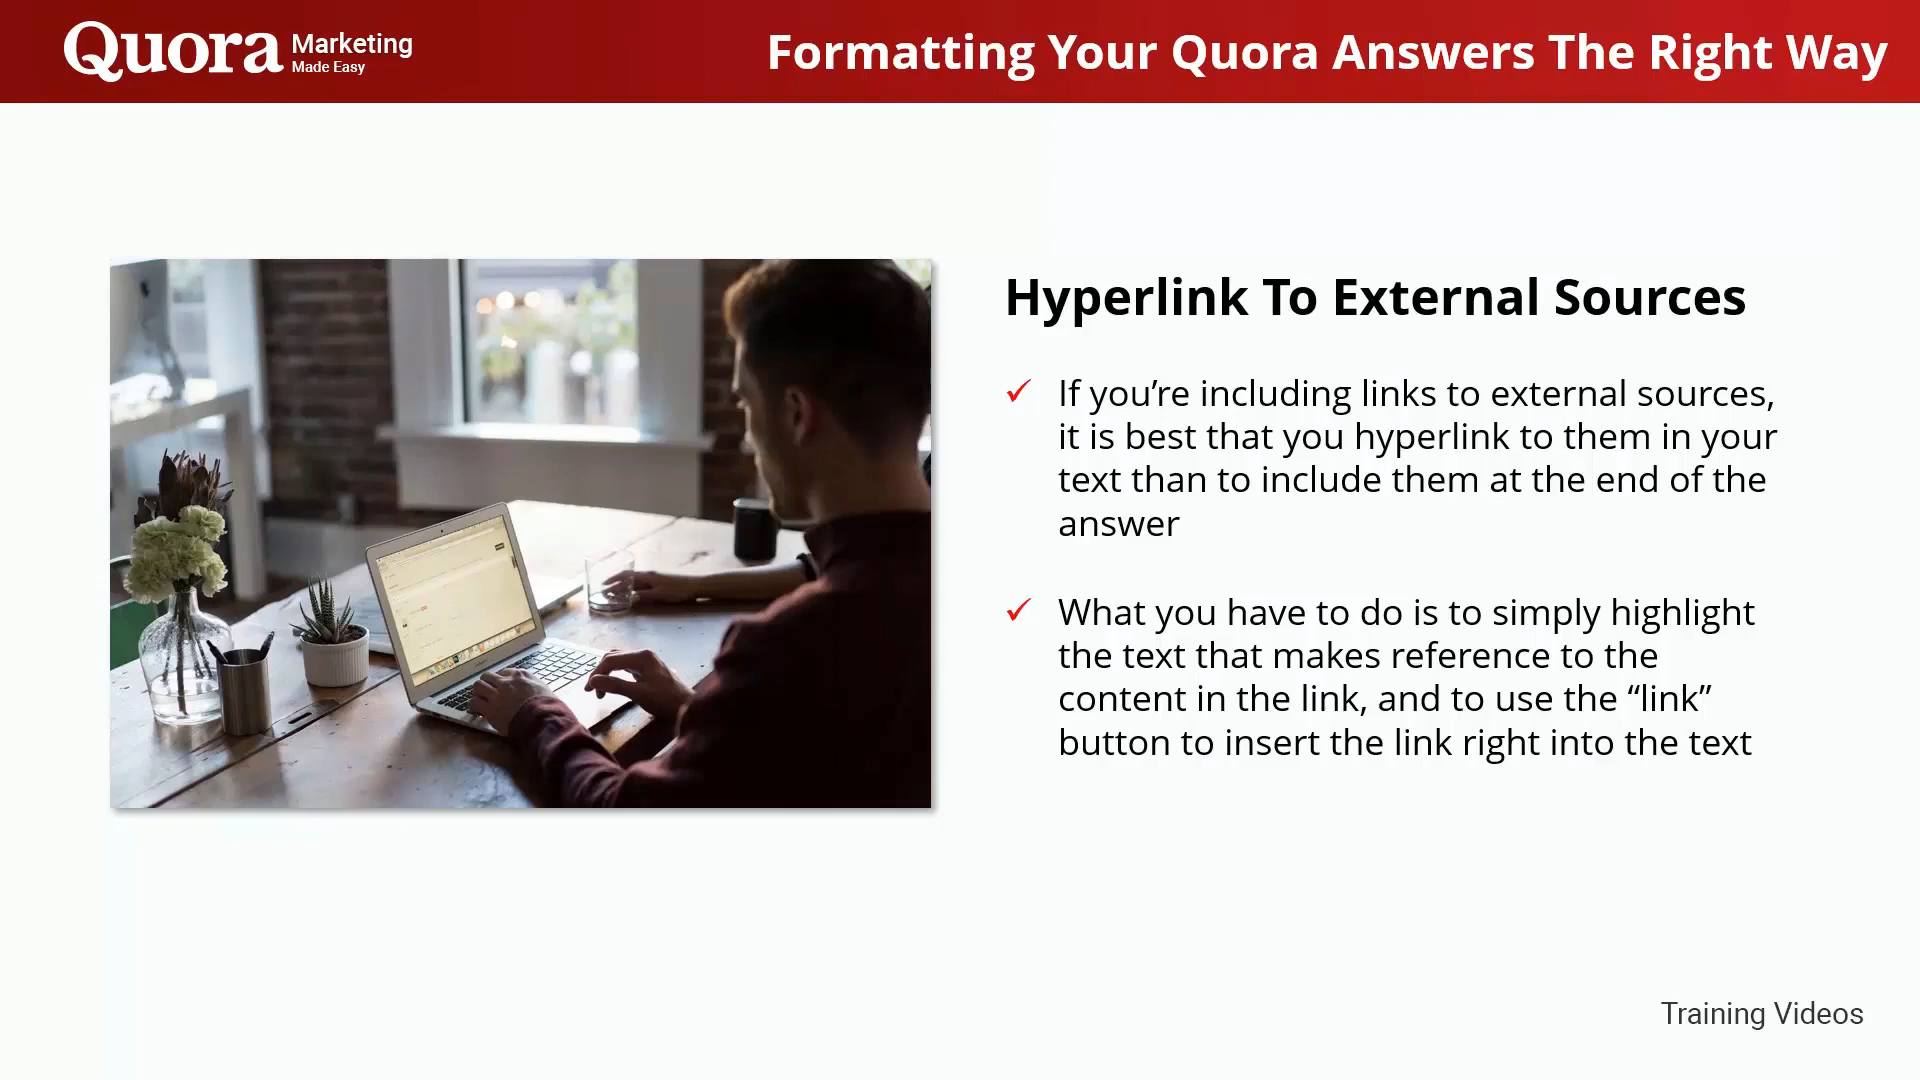 Quora Marketing
Made Easy
Formatting Your Quora Answers The Right Way
Hyperlink To External Sources
If you’re including links to external sources,
it is best that you hyperlink to them in your
text than to include them at the end of the
answer
What you have to do is to simply highlight
the text that makes reference to the
content in the link, and to use the “link”
button to insert the link right into the text
Training Videos